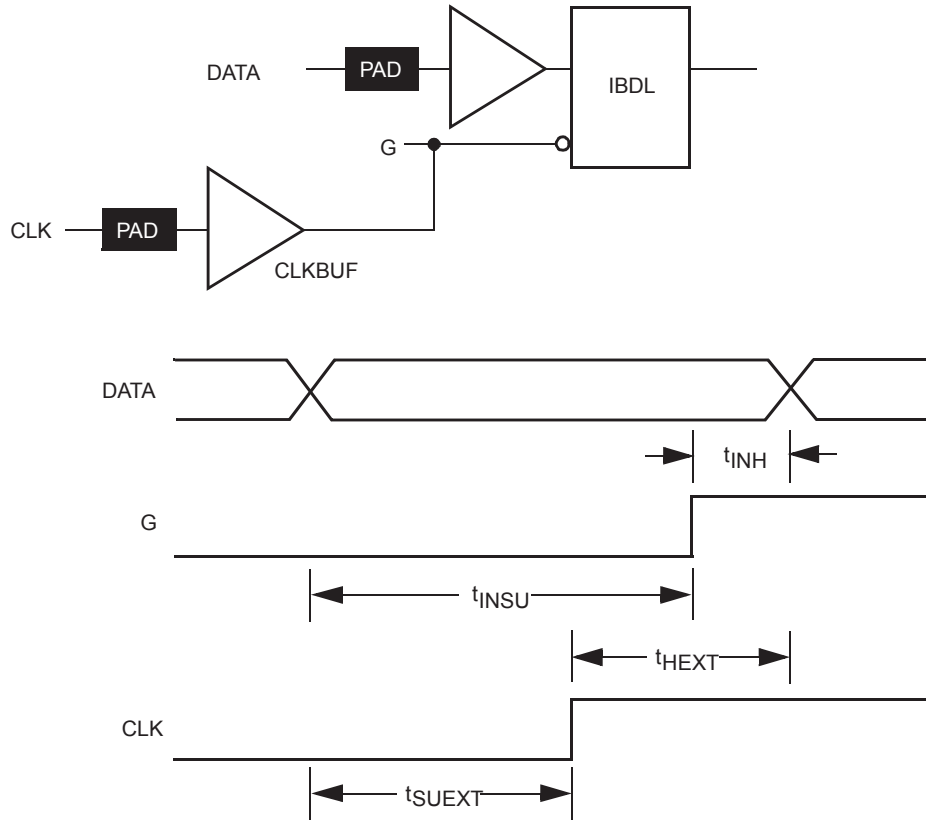 DATA
PAD
IBDL
G
CLK
PAD
CLKBUF
DATA
tINH
G
tINSU
tHEXT
CLK
tSUEXT